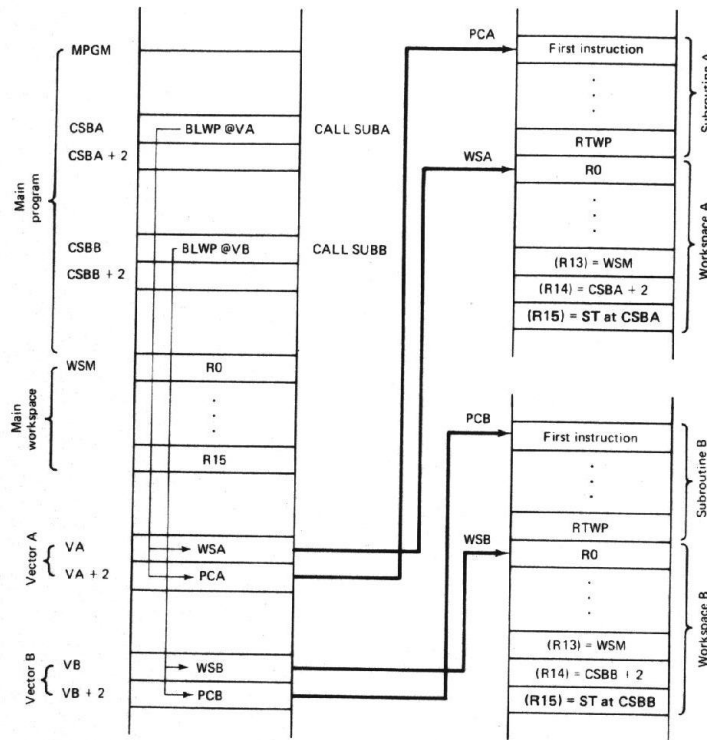 MPGM
CSBA
BLWP @VA
CALL SUBA
CSBA + 2
Main program
CSBB
BLWP @VB
CALL SUBB
CSBB + 2
WSM
R0
R15
Main workspace
Vector A
VA
WSA
VA + 2
PCA
Vector B
VB
WSB
VB + 2
PCB
PCA
First instruction
RTWP
Subroutine A
WSA
R0
(R13) = WSM
(R14) = CSBA + 2
(R15) = ST at CSBA
Workspace A
PCB
First instruction
RTWP
Subroutine B
WSB
R0
(R13) = WSM
(R14) = CSBB + 2
(R15) = ST at CSBB
Workspace B